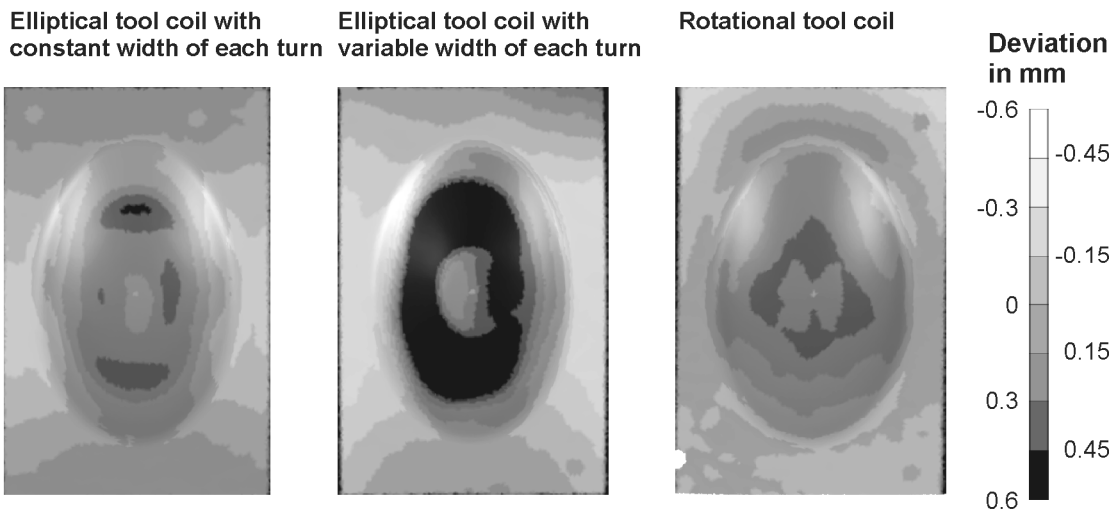 Elliptical tool coil with
constant width of each turn
Elliptical tool coil with
variable width of each turn
Rotational tool coil
Deviation
in mm
-0.6
-0.45
-0.3
-0.15
0
0.15
0.3
0.45
0.6